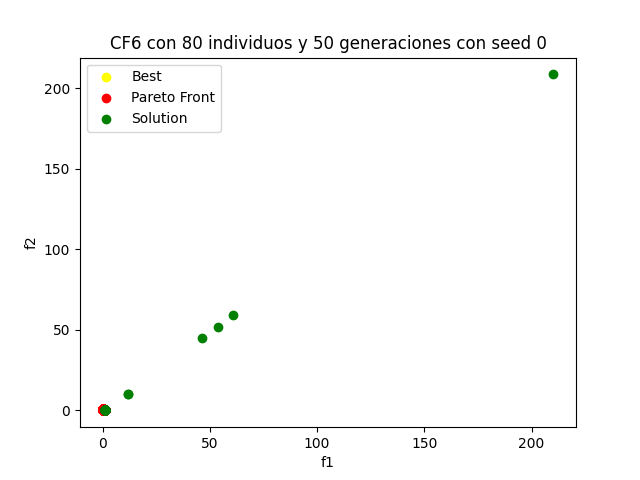 CF6 con 80 individuos y 50 generaciones con seed 0
Best
Pareto Front
Solution
200
150
100
50
0
f2
0
50
100
150
200
f1